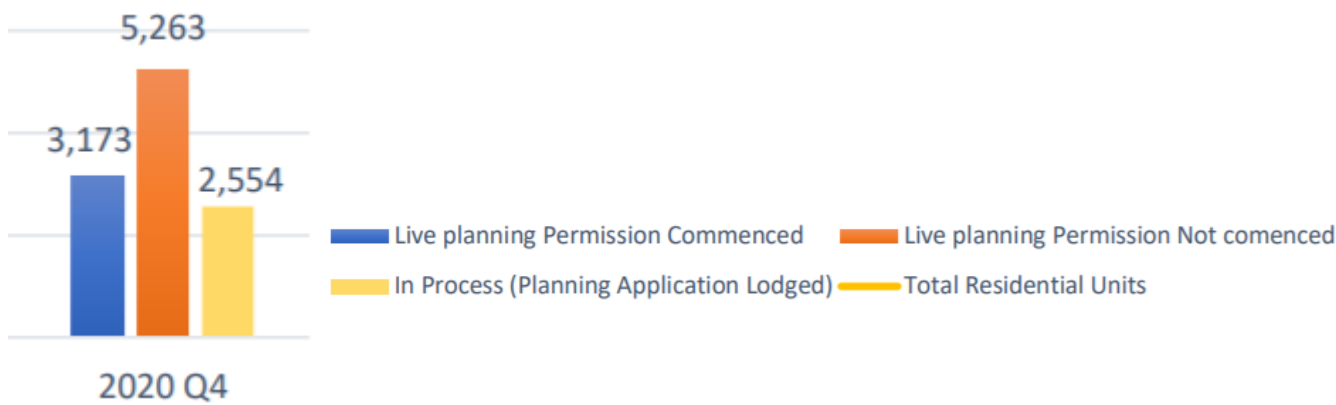 5,263
3,173
2,554
Live planning Permission Commenced
Live planning Permission Not comenced
In Process (Planning Application Lodged)
Total Residential Units
2020 Q4